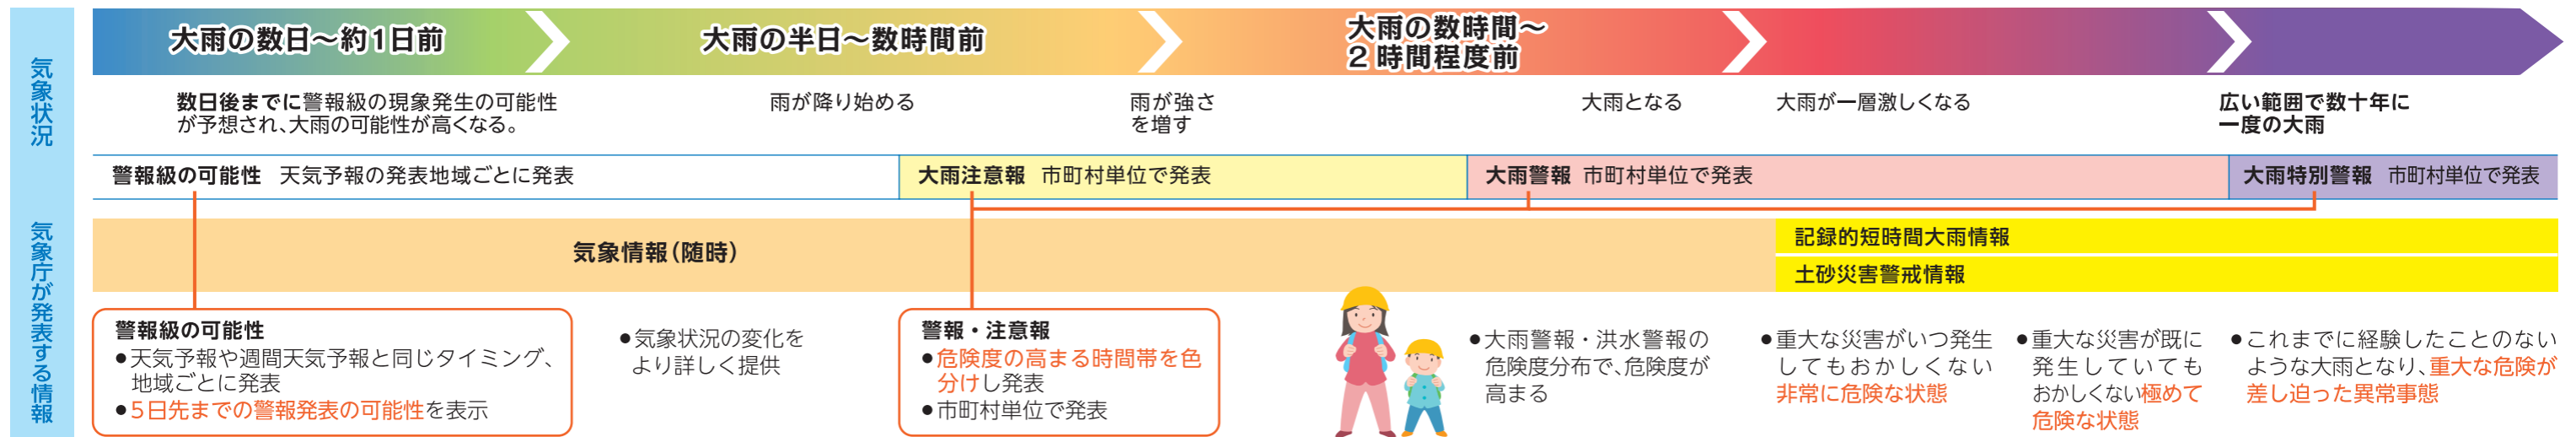 気象状況
大雨の数日～約1日前
大雨の半日～数時間前
大雨の数時間～
2時間程度前
数日後までに警報級の現象発生の可能性
が予想され、大雨の可能性が高くなる。
雨が降り始める
雨が強さ
を増す
大雨となる
大雨が一層激しくなる
広い範囲で数十年に
一度の大雨
気象庁が発表する情報
警報級の可能性 天気予報の発表地域ごとに発表
大雨注意報 市町村単位で発表
大雨警報 市町村単位で発表
大雨特別警報 市町村単位で発表
気象情報(随時)
記録的短時間大雨情報
土砂災害警戒情報
警報級の可能性
●天気予報や週間天気予報と同じタイミング、
地域ごとに発表
●5日先までの警報発表の可能性を表示
●気象状況の変化を
より詳しく提供
警報・注意報
●危険度の高まる時間帯を色
分けし発表
●市町村単位で発表
●大雨警報・洪水警報の
危険度分布で、危険度が
高まる
●重大な災害がいつ発生
してもおかしくない
非常に危険な状態
●重大な災害が既に
発生していても
おかしくない極めて
危険な状態
●これまでに経験したことのない
ような大雨となり、重大な危険が
差し迫った異常事態